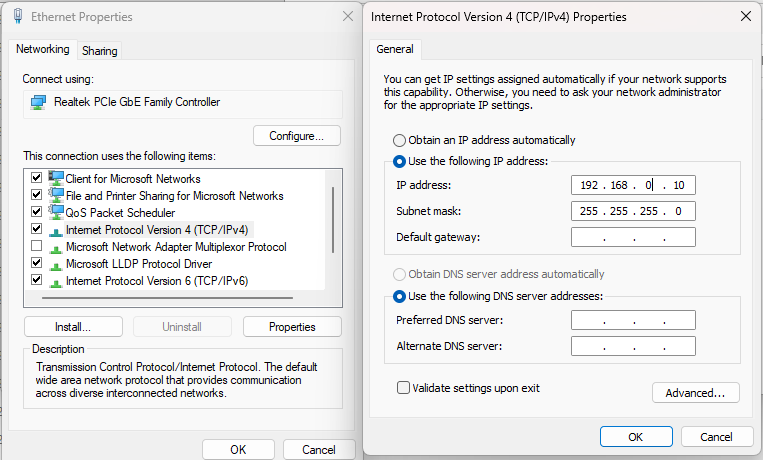 Ethernet Properties
Networking
Sharing
Connect using:
Realtek PCIe GbE Family Controller
Configure...
This connection uses the following items:
Client for Microsoft Networks
File and Printer Sharing for Microsoft Networks
QoS Packet Scheduler
Internet Protocol Version 4 (TCP/IPv4)
Microsoft Network Adapter Multiplexor Protocol
Microsoft LLDP Protocol Driver
Internet Protocol Version 6 (TCP/IPv6)
Install...
Uninstall
Properties
Description
Transmission Control Protocol/Internet Protocol. The default
wide area network protocol that provides communication
across diverse interconnected networks.
OK
Cancel
Internet Protocol Version 4 (TCP/IPv4) Properties
General
You can get IP settings assigned automatically if your network supports
this capability. Otherwise, you need to ask your network administrator
for the appropriate IP settings.
Obtain an IP address automatically
Use the following IP address:
IP address: 192 . 168 . 0 . 10
Subnet mask: 255 . 255 . 255 . 0
Default gateway: . . .
Obtain DNS server address automatically
Use the following DNS server addresses:
Preferred DNS server: . . .
Alternate DNS server: . . .
Validate settings upon exit
Advanced...
OK
Cancel